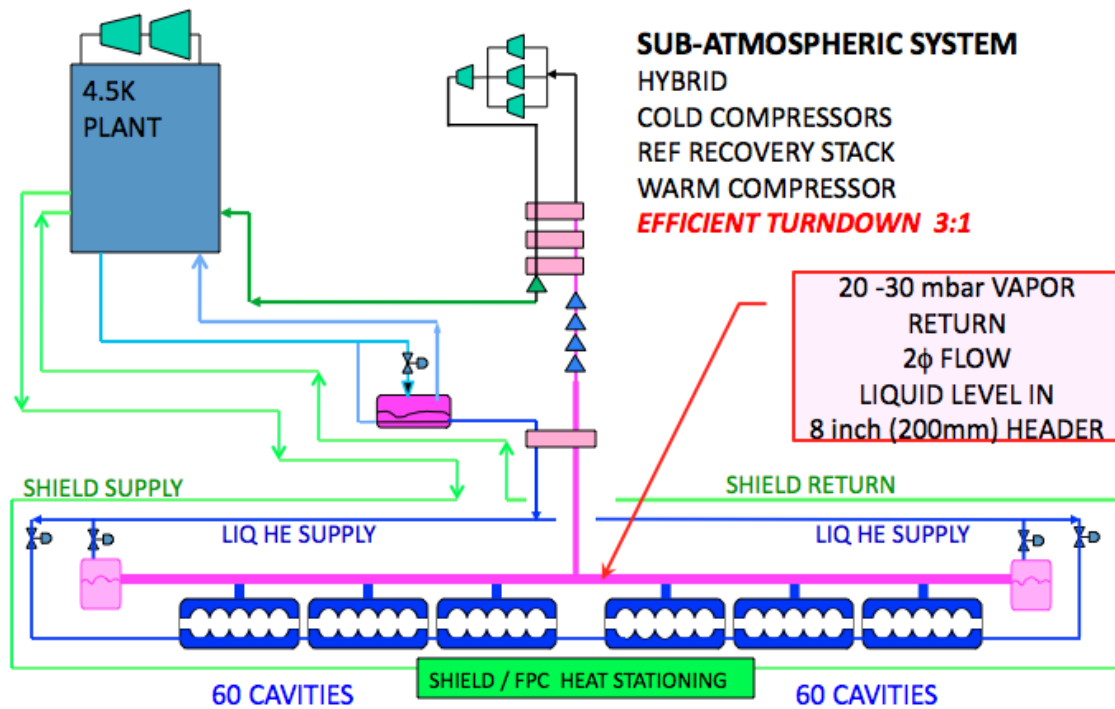 SUB-ATMOSPHERIC SYSTEM
HYBRID
COLD COMPRESSORS
REF RECOVERY STACK
WARM COMPRESSOR
EFFICIENT TURNDOWN 3:1
4.5K
PLANT
20 -30 mbar VAPOR
RETURN
2ϕ FLOW
LIQUID LEVEL IN
8 inch (200mm) HEADER
SHIELD SUPPLY
SHIELD RETURN
LIQ HE SUPPLY
LIQ HE SUPPLY
60 CAVITIES
SHIELD / FPC HEAT STATIONING
60 CAVITIES